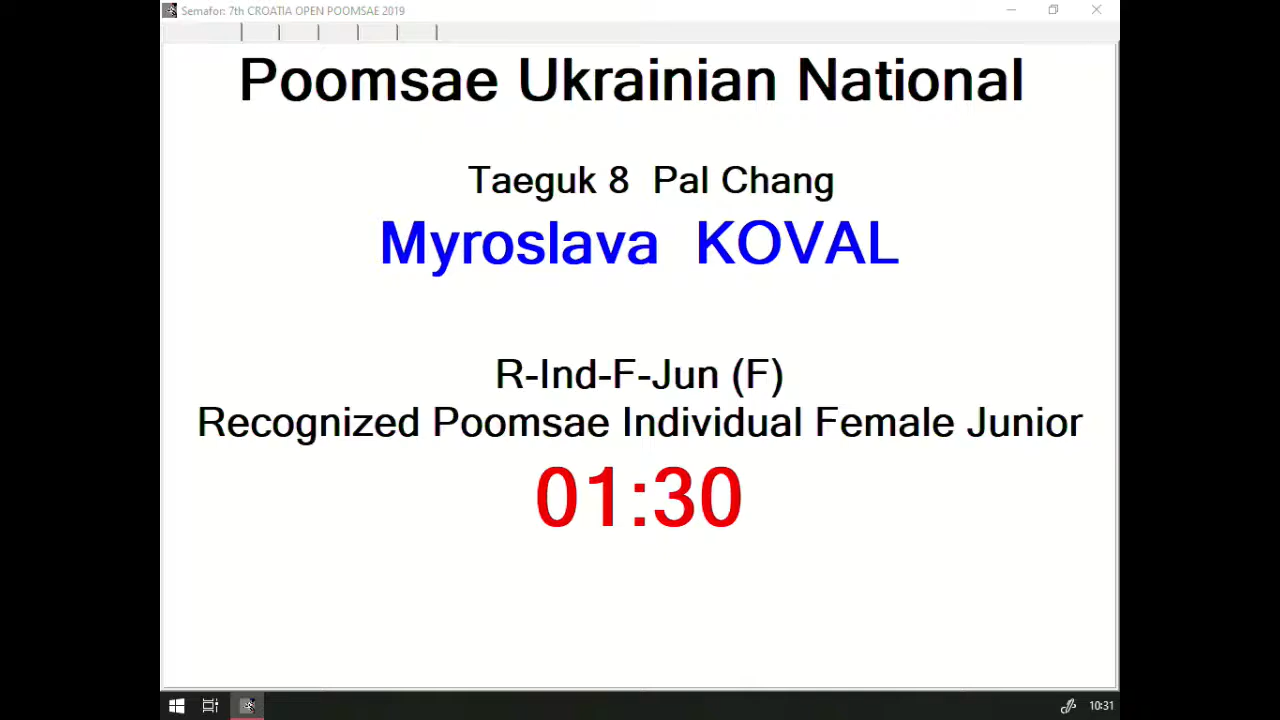 Semafor: 7th CROATIA OPEN POOMSAE 2019
Poomsae Ukrainian National
Taeguk 8 Pal Chang
Myroslava KOVAL
R-Ind-F-Jun (F)
Recognized Poomsae Individual Female Junior
01:30
10:31